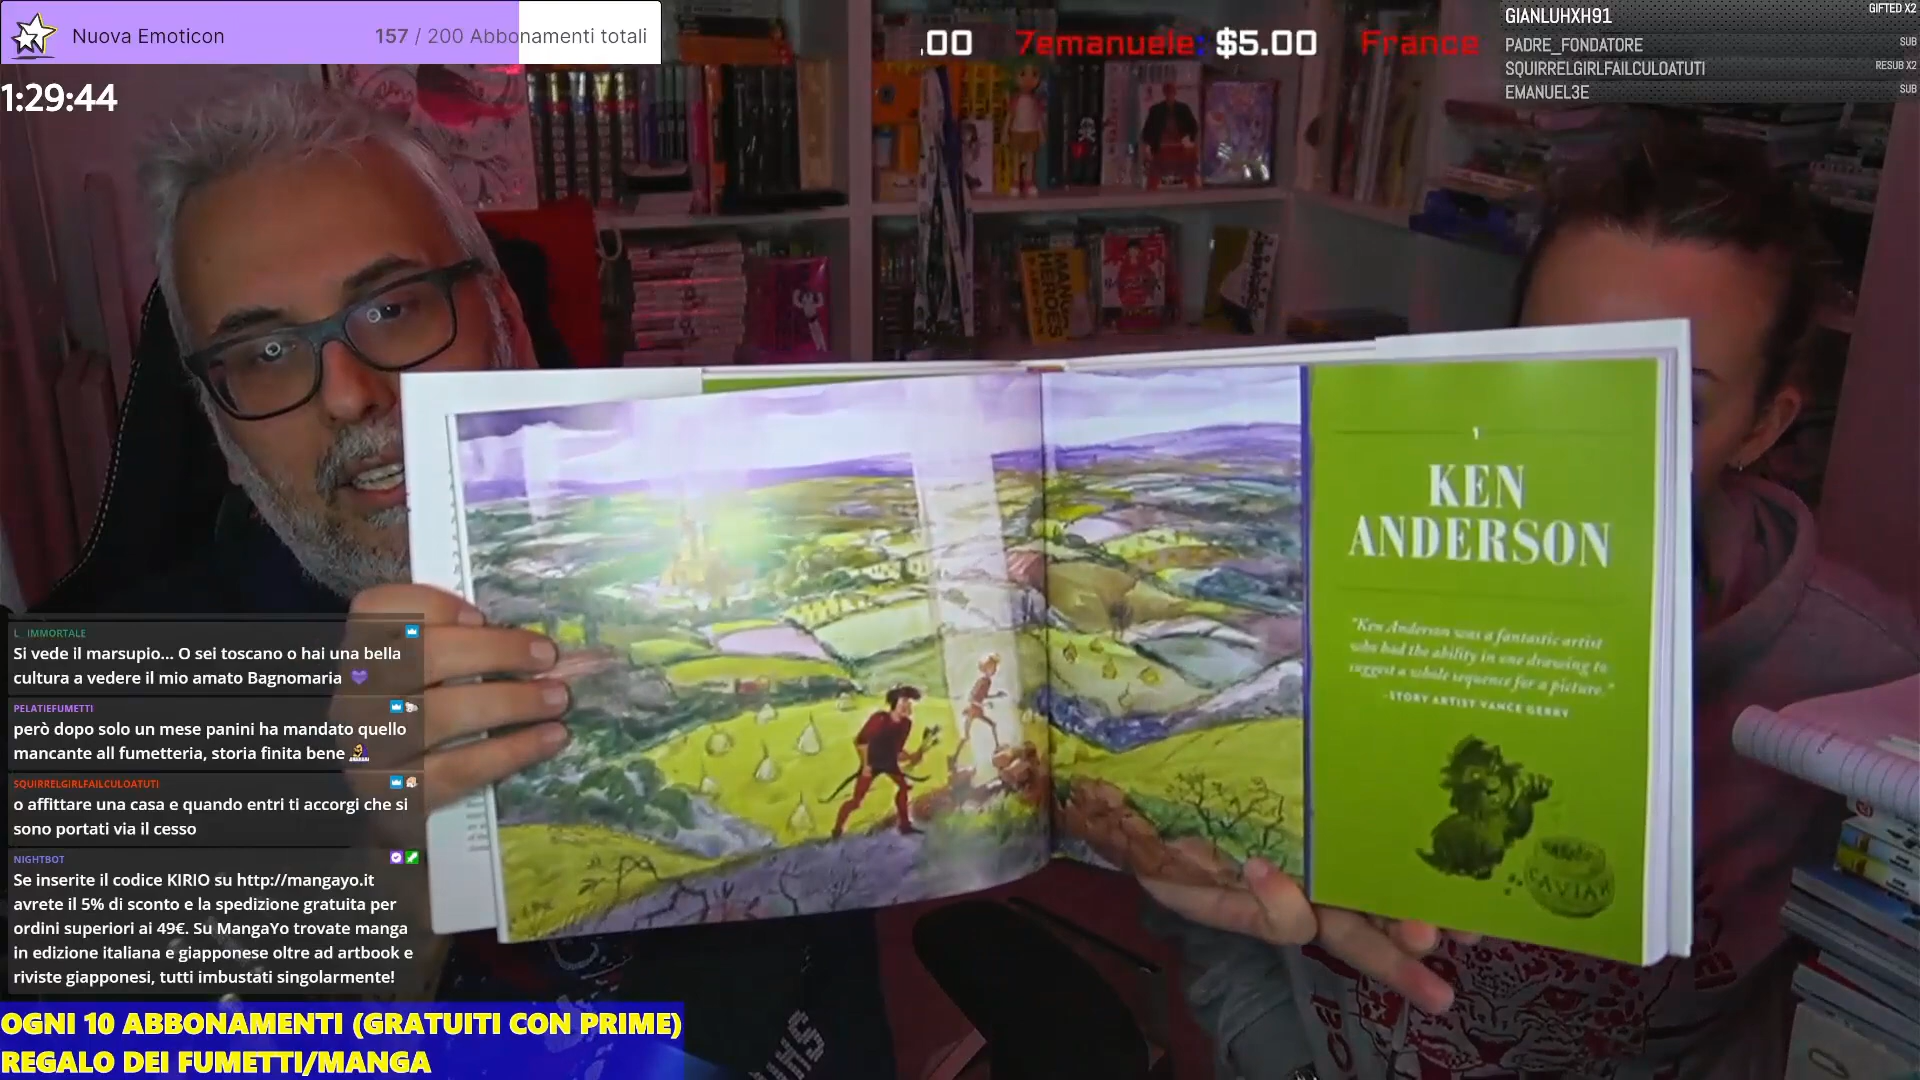 Nuova Emoticon
157 / 200 Abbonamenti totali
1:29:44
.00 7emanuele: $5.00 France
GIANLUHXH91 GIFTED X2
PADRE_FONDATORE SUB
SQUIRRELGIRLFAILCULOATUTI RESUB X2
EMANUEL3E SUB
MANUALE
HEROES
1
KEN
ANDERSON
"Ken Anderson was a fantastic artist
who had the ability in one drawing to
suggest a whole sequence for a picture."
-STORY ARTIST VANCE GERRY
CAVIAR
L_IMMORTALE
Si vede il marsupio... O sei toscano o hai una bella
cultura a vedere il mio amato Bagnomaria 💜
PELATIEFUMETTI
però dopo solo un mese panini ha mandato quello
mancante all fumetteria, storia finita bene
SQUIRRELGIRLFAILCULOATUTI
o affittare una casa e quando entri ti accorgi che si
sono portati via il cesso
NIGHTBOT
Se inserite il codice KIRIO su http://mangayo.it
avrete il 5% di sconto e la spedizione gratuita per
ordini superiori ai 49€. Su MangaYo trovate manga
in edizione italiana e giapponese oltre ad artbook e
riviste giapponesi, tutti imbustati singolarmente!
OGNI 10 ABBONAMENTI (GRATUITI CON PRIME)
REGALO DEI FUMETTI/MANGA